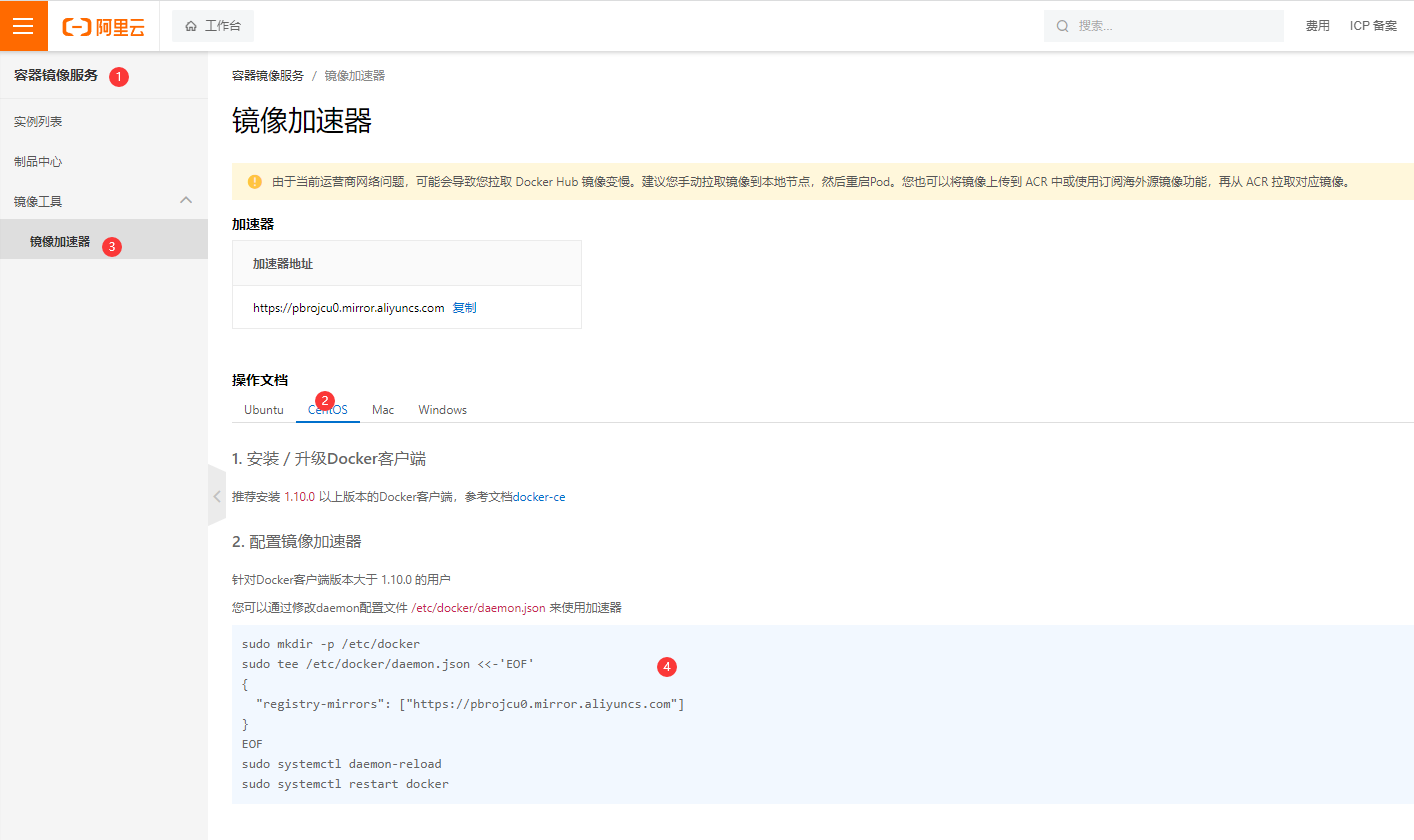 阿里云
工作台
搜索...
费用
ICP 备案
容器镜像服务
1
实例列表
制品中心
镜像工具
镜像加速器
3
容器镜像服务 / 镜像加速器
镜像加速器
由于当前运营商网络问题，可能会导致您拉取 Docker Hub 镜像变慢。建议您手动拉取镜像到本地节点，然后重启Pod。您也可以将镜像上传到 ACR 中或使用订阅海外源镜像功能，再从 ACR 拉取对应镜像。
加速器
加速器地址
https://pbrojcu0.mirror.aliyuncs.com 复制
操作文档
2
Ubuntu CentOS Mac Windows
1. 安装 / 升级Docker客户端
推荐安装 1.10.0 以上版本的Docker客户端，参考文档docker-ce
2. 配置镜像加速器
针对Docker客户端版本大于 1.10.0 的用户
您可以通过修改daemon配置文件 /etc/docker/daemon.json 来使用加速器
sudo mkdir -p /etc/docker
sudo tee /etc/docker/daemon.json <<-'EOF'
4
{
  "registry-mirrors": ["https://pbrojcu0.mirror.aliyuncs.com"]
}
EOF
sudo systemctl daemon-reload
sudo systemctl restart docker